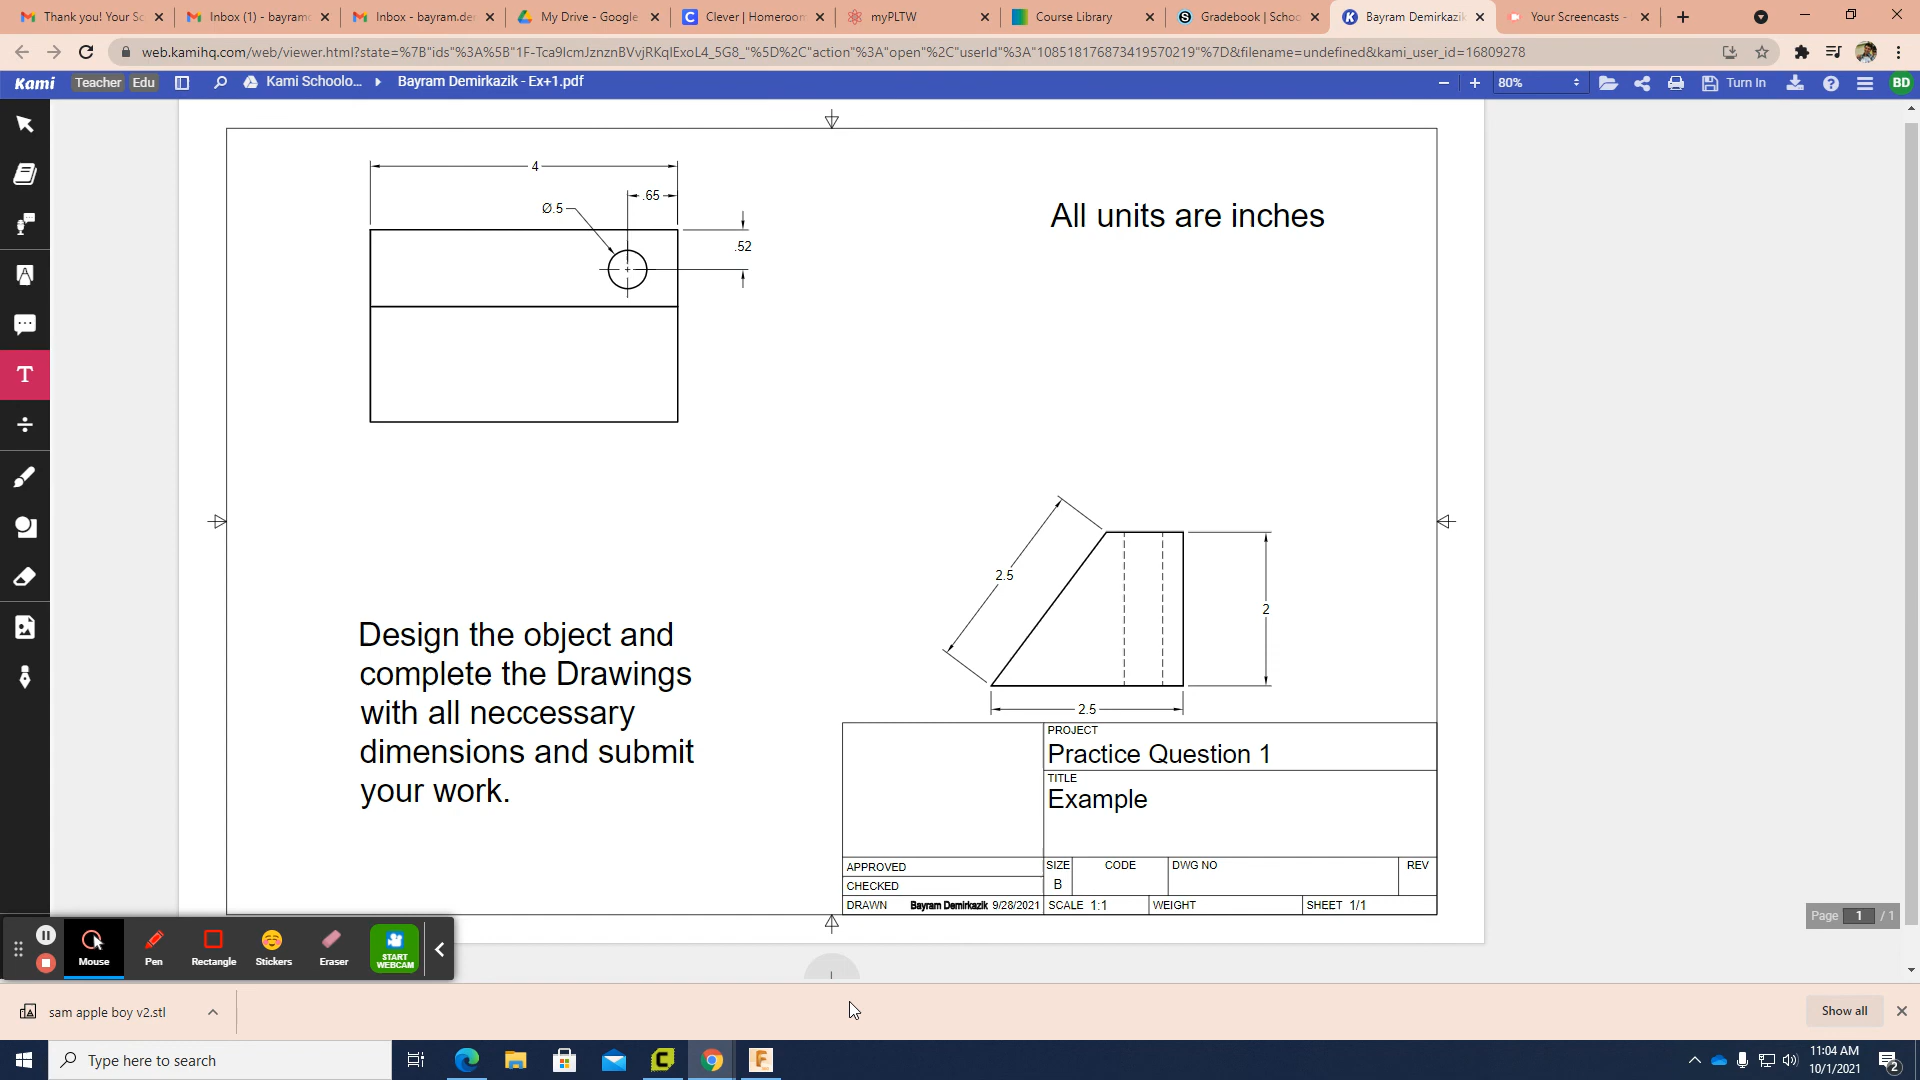 Thank you! Your Sc
Inbox (1) - bayramc
Inbox - bayram.de
My Drive - Google
Clever | Homeroom
myPLTW
Course Library
Gradebook | Schoo
Bayram Demirkazik
Your Screencasts -
web.kamihq.com/web/viewer.html?state=%7B"ids"%3A%5B"1F-Tca9IcmJznznBVvjRKqIExoL4_5G8_"%5D%2C"action"%3A"open"%2C"userId"%3A"108518176873419570219"%7D&filename=undefined&kami_user_id=16809278
Kami Teacher Edu Kami Schoolo... Bayram Demirkazik - Ex+1.pdf 80% Turn In BD
4
.65
Ø.5
.52
All units are inches
2.5
2
2.5
Design the object and
complete the Drawings
with all neccessary
dimensions and submit
your work.
PROJECT
Practice Question 1
TITLE
Example
APPROVED
CHECKED
DRAWN Bayram Demirkazik 9/28/2021
SIZE CODE DWG NO REV
B
SCALE 1:1 WEIGHT SHEET 1/1
Page 1 / 1
Mouse Pen Rectangle Stickers Eraser START WEBCAM
sam apple boy v2.stl
Show all
Type here to search
11:04 AM
10/1/2021
2